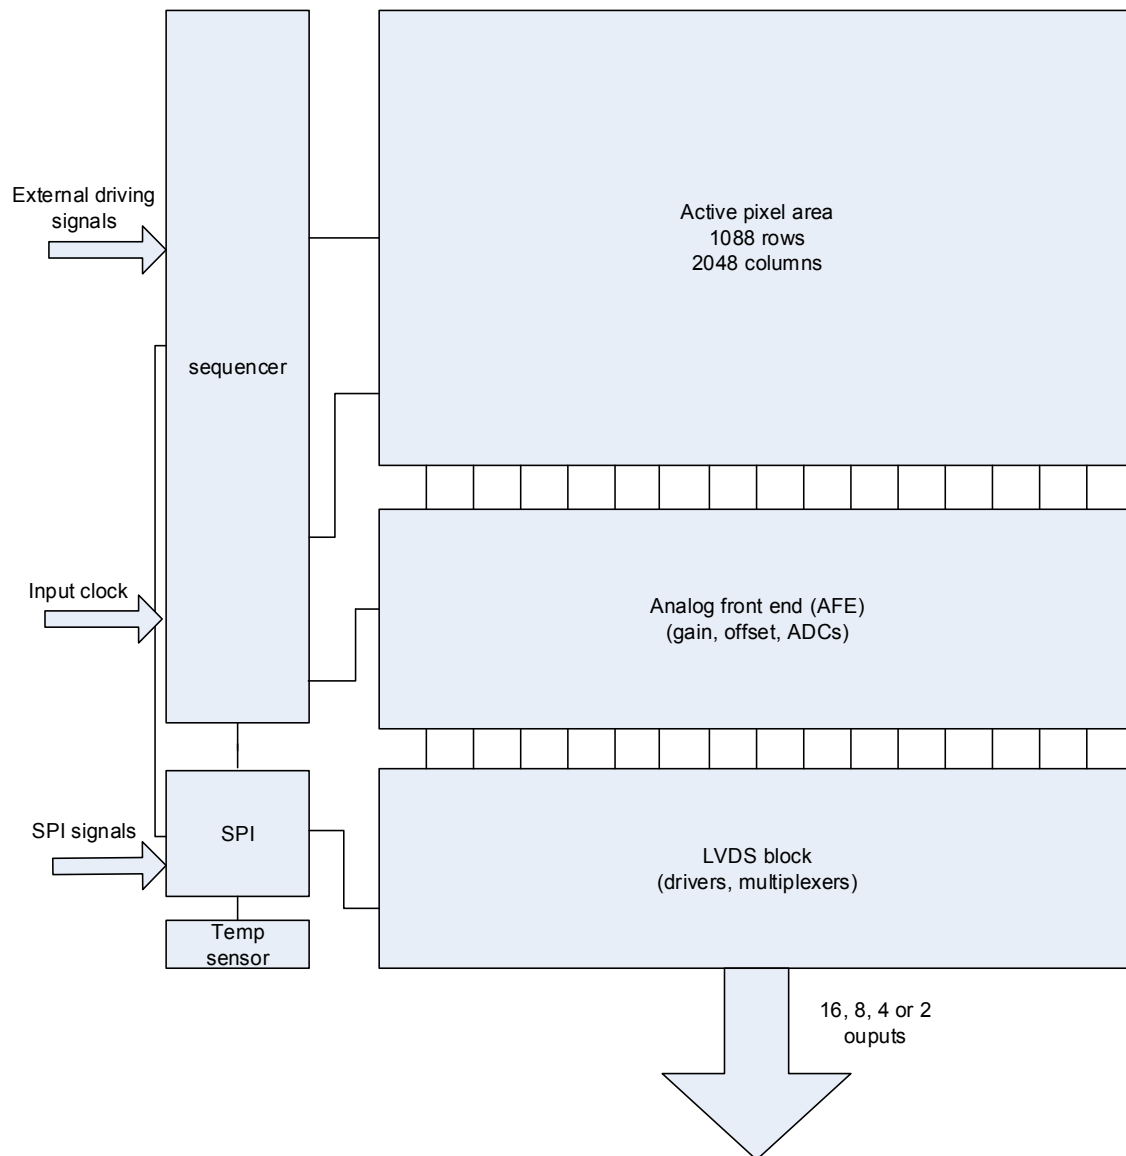 External driving
signals
Active pixel area
1088 rows
2048 columns
sequencer
Input clock
Analog front end (AFE)
(gain, offset, ADCs)
SPI signals
SPI
LVDS block
(drivers, multiplexers)
Temp
sensor
16, 8, 4 or 2
ouputs